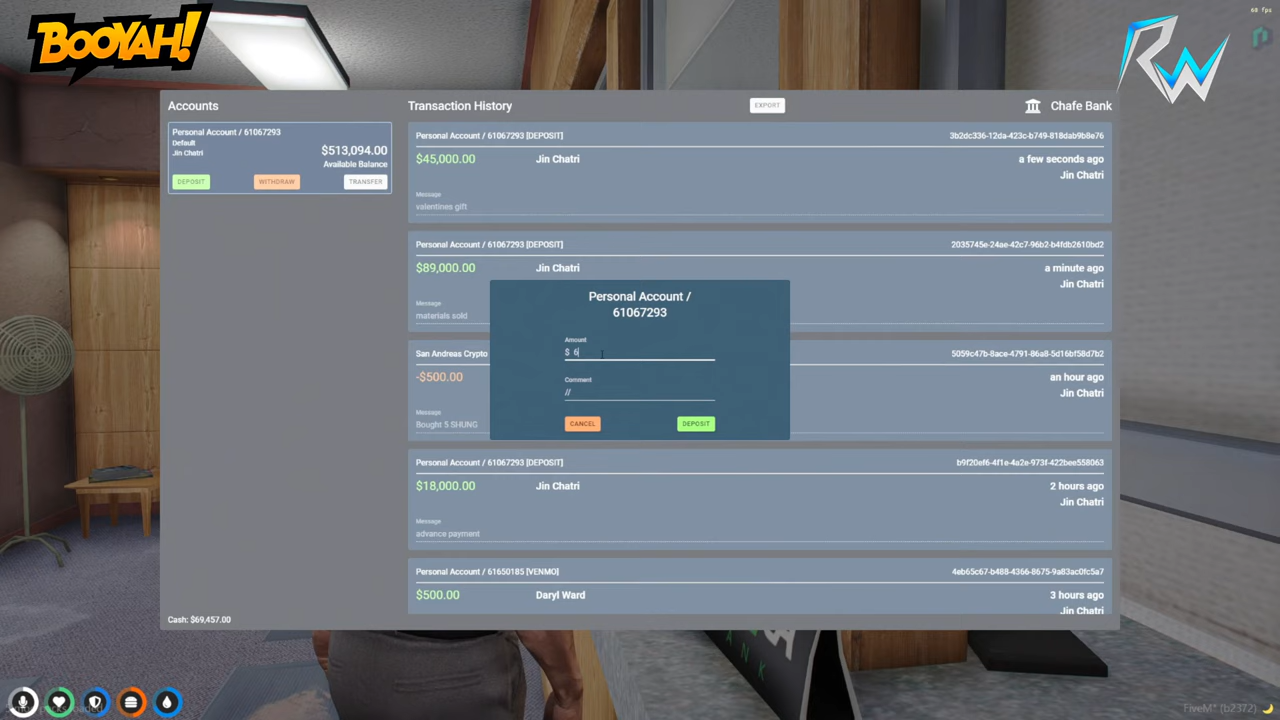 BOOYAH!
RW
68 fps
Accounts
Personal Account / 61067293
Default
Jin Chatri
$513,094.00
Available Balance
DEPOSIT
WITHDRAW
TRANSFER
Cash: $69,457.00
Transaction History
EXPORT
Chafe Bank
Personal Account / 61067293 [DEPOSIT]
3b2dc336-12da-423c-b749-818dab9b8e76
$45,000.00
Jin Chatri
a few seconds ago
Jin Chatri
Message
valentines gift
Personal Account / 61067293 [DEPOSIT]
2035745e-24ae-42c7-96b2-b4fdb2610bd2
$89,000.00
Jin Chatri
a minute ago
Jin Chatri
Message
materials sold
San Andreas Crypto
5059c47b-8ace-4791-86a8-5d16bf58d7b2
-$500.00
an hour ago
Jin Chatri
Message
Bought 5 SHUNG
Personal Account / 61067293 [DEPOSIT]
b9f20ef6-4f1e-4a2e-973f-422bee558063
$18,000.00
Jin Chatri
2 hours ago
Jin Chatri
Message
advance payment
Personal Account / 61650185 [VENMO]
4eb65c67-b488-4366-8675-9a83ac0fc5a7
$500.00
Daryl Ward
3 hours ago
Jin Chatri
Personal Account /
61067293
Amount
$ 6
Comment
//
CANCEL
DEPOSIT
FiveM* (b2372)